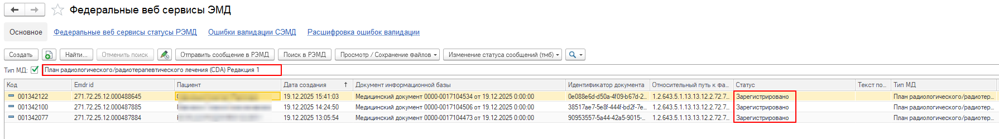 Федеральные веб сервисы ЭМД
Основное Федеральные веб сервисы статусы РЭМД Ошибки валидации СЭМД Расшифровка ошибок валидации
Создать Найти... Отменить поиск Отправить сообщение в РЭМД Поиск в РЭМД Просмотр / Сохранение файлов Изменение статуса сообщений (тмб)
Тип МД: План радиологического/радиотерапевтического лечения (CDA) Редакция 1
Код Emdr id Пациент Дата создания ↑ Документ информационной базы Идентификатор документа Относительный путь к фа... Статус Текст по... Тип МД
001342122 271.72.25.12.000488645 19.12.2025 15:41:03 Медицинский документ 0000-0017104534 от 19.12.2025 0:00:00 0e088e6d-d50a-4f09-b67d-2... 1.2.643.5.1.13.13.12.2.72.7... Зарегистрировано План радиологического/радиотер...
001342100 271.72.25.12.000487884 19.12.2025 14:24:50 Медицинский документ 0000-0017104506 от 19.12.2025 0:00:00 38517ae7-5e8f-444f-bd2f-7e... 1.2.643.5.1.13.13.12.2.72.7... Зарегистрировано План радиологического/радиотер...
001342077 271.72.25.12.000487884 19.12.2025 13:05:54 Медицинский документ 0000-0017104473 от 19.12.2025 0:00:00 90953557-5a44-42a5-9015-... 1.2.643.5.1.13.13.12.2.72.7... Зарегистрировано План радиологического/радиотер...